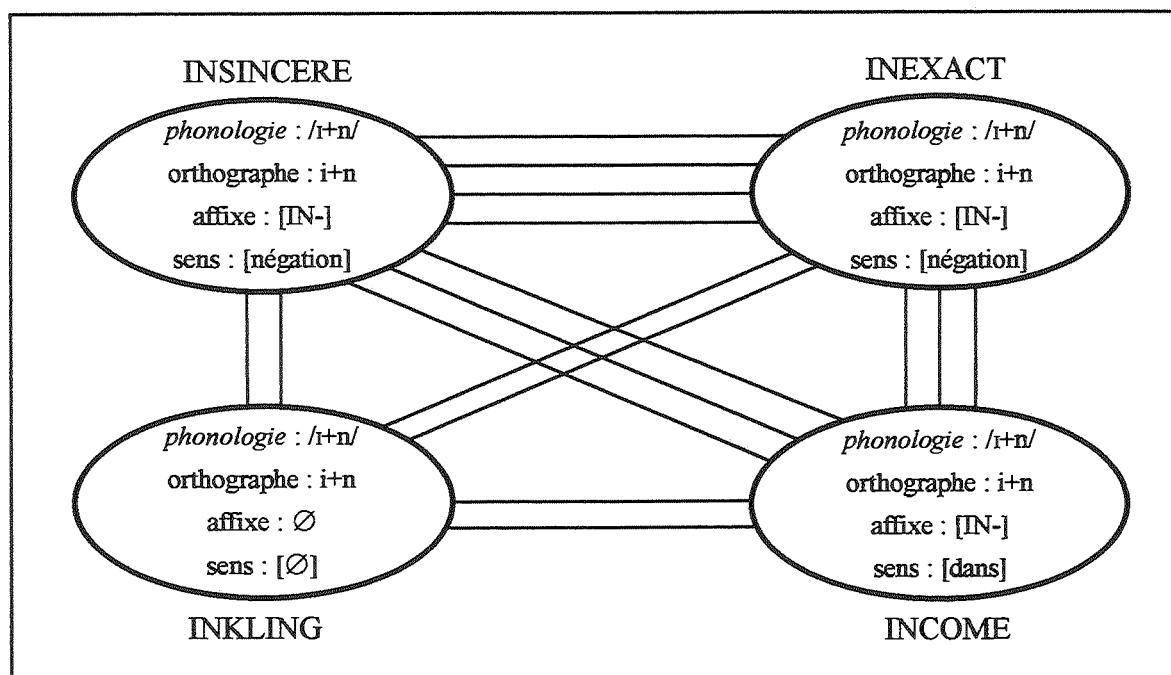 INSINCERE
phonologie : /ɪ+n/
orthographe : i+n
affixe : [IN-]
sens : [négation]
INEXACT
phonologie : /ɪ+n/
orthographe : i+n
affixe : [IN-]
sens : [négation]
phonologie : /ɪ+n/
orthographe : i+n
affixe : ∅
sens : [∅]
INKLING
phonologie : /ɪ+n/
orthographe : i+n
affixe : [IN-]
sens : [dans]
INCOME